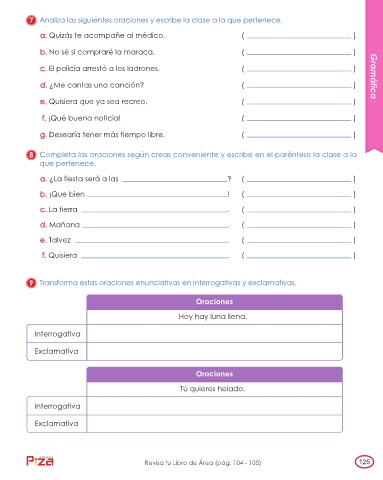 7 Analiza las siguientes oraciones y escribe la clase a la que pertenece.
a. Quizás te acompañe al médico. ( )
b. No sé si compraré la maraca. ( )
c. El policía arrestó a los ladrones. ( )
d. ¿Me cantas una canción? ( )
e. Quisiera que ya sea recreo. ( )
f. ¡Qué buena noticia! ( )
g. Desearía tener más tiempo libre. ( )
Gramática
8 Completa las oraciones según creas conveniente y escribe en el paréntesis la clase a la
que pertenece.
a. ¿La fiesta será a las ? ( )
b. ¡Que bien ! ( )
c. La tierra . ( )
d. Mañana . ( )
e. Talvez . ( )
f. Quisiera . ( )
9 Transforma estas oraciones enunciativas en interrogativas y exclamativas.
Oraciones
Hoy hay luna llena.
Interrogativa
Exclamativa
Oraciones
Tú quieres helado.
Interrogativa
Exclamativa
Piza
Revisa tu Libro de Área (pág. 104 - 105)
125